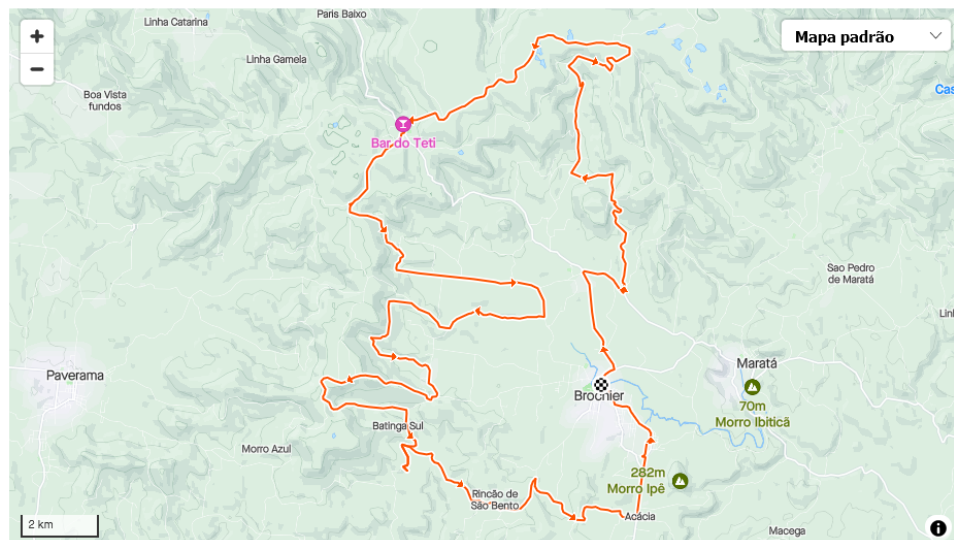 Paris Baixo
Linha Catarina
+
−
Mapa padrão
Linha Gamela
Boa Vista
fundos
Cas
Bar do Teti
Sao Pedro
de Maratá
Linh
Maratá
Paverama
Brochier
70m
Morro Ibiticã
Batinga Sul
Morro Azul
282m
Morro Ipê
Rincão de
São Bento
Acácia
2 km
Macega
i